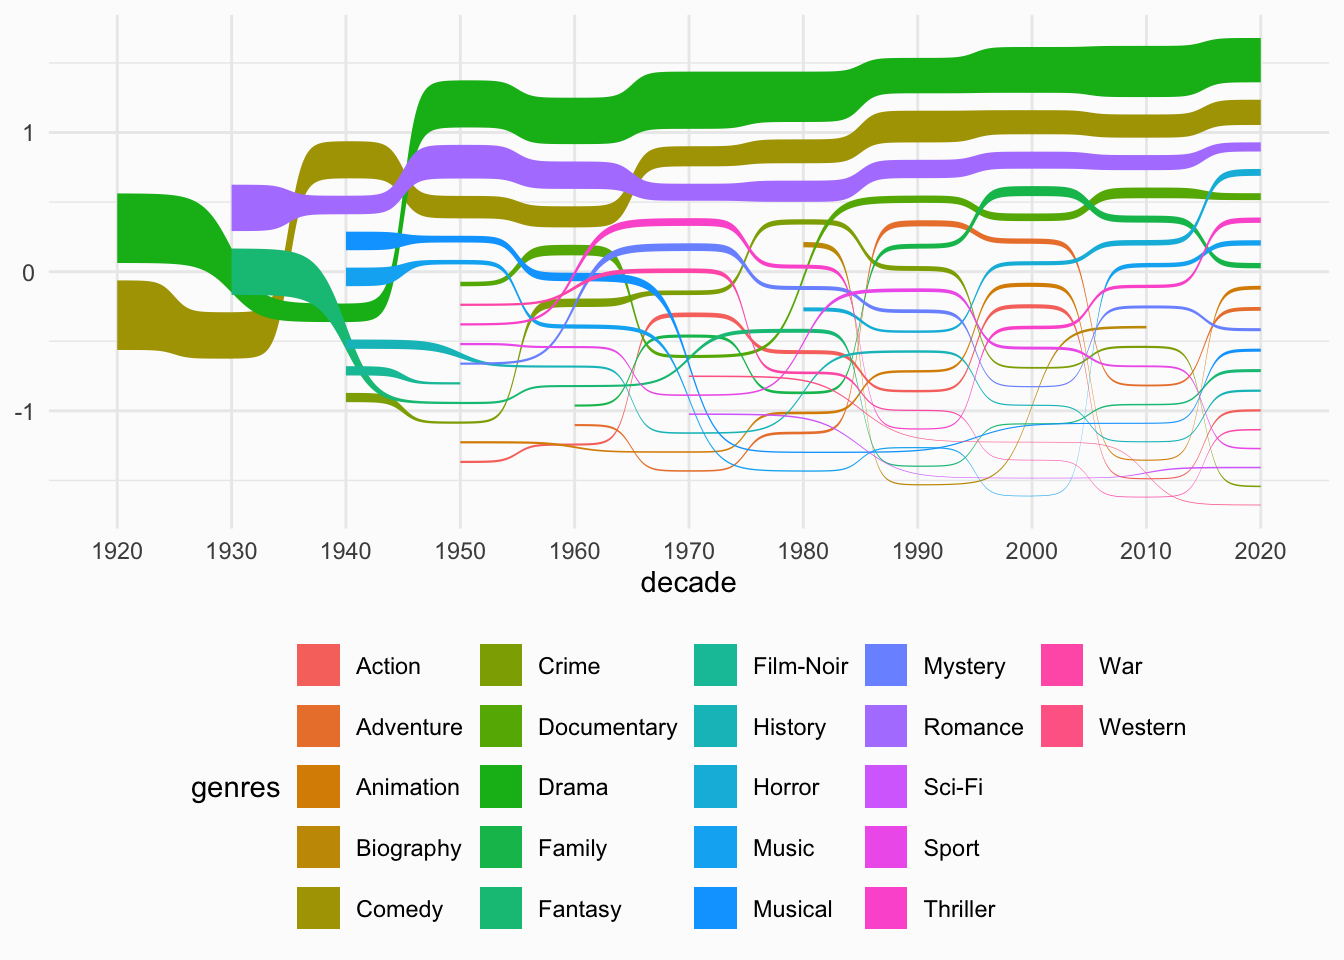 1
0
-1
1920 1930 1940 1950 1960 1970 1980 1990 2000 2010 2020
decade
genres
Action Crime Film-Noir Mystery War
Adventure Documentary History Romance Western
Animation Drama Horror Sci-Fi
Biography Family Music Sport
Comedy Fantasy Musical Thriller